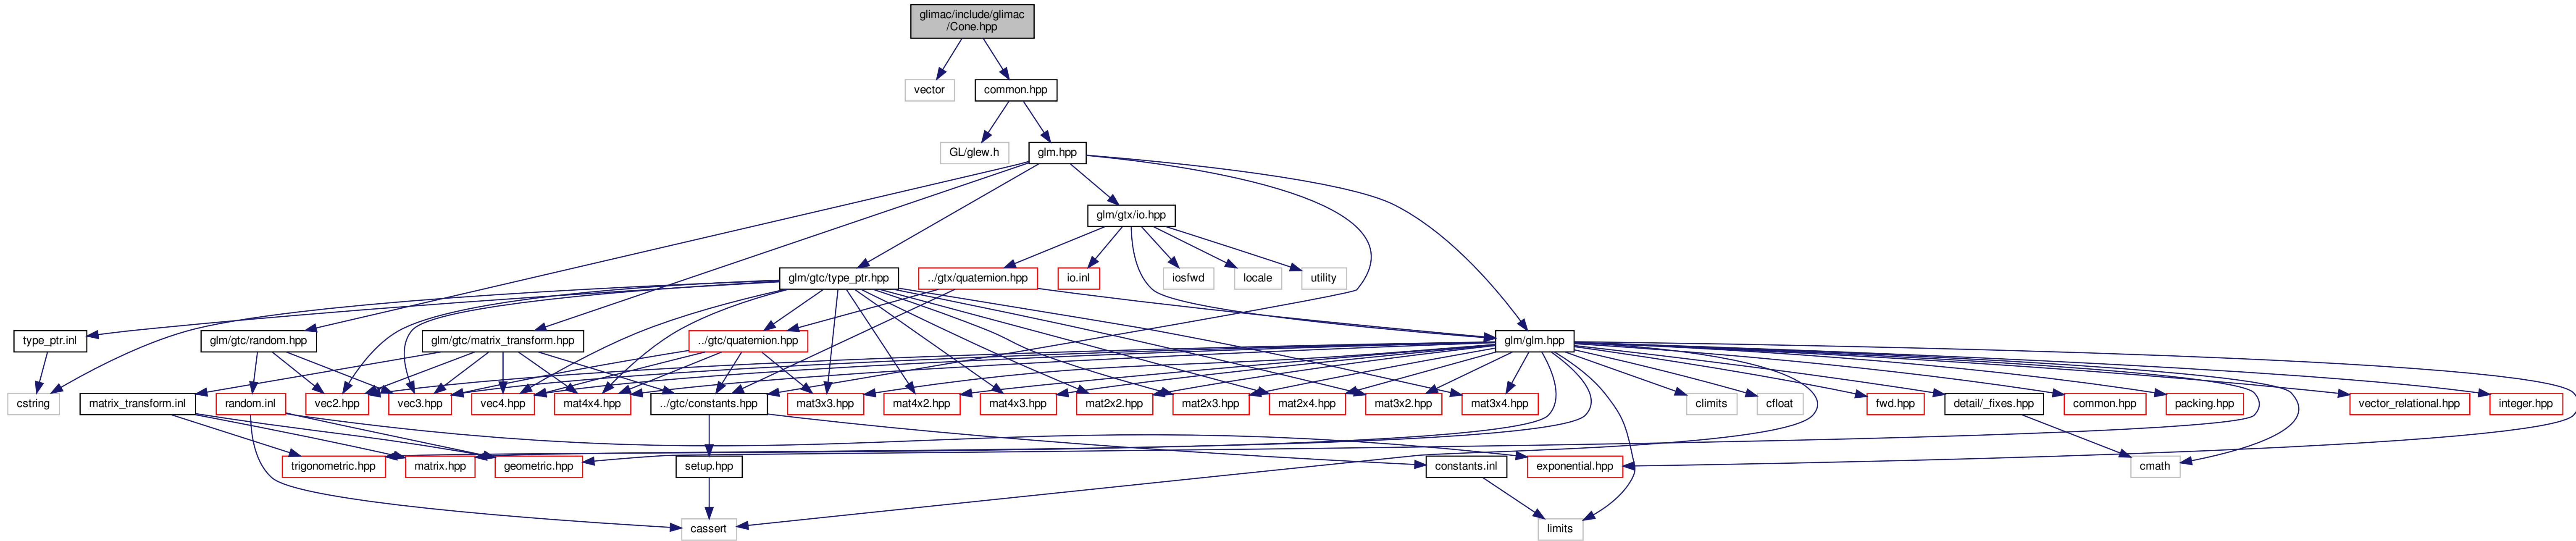 glimac/include/glimac
/Cone.hpp
vector
common.hpp
GL/glew.h
glm.hpp
glm/gtx/io.hpp
glm/gtc/type_ptr.hpp
../gtx/quaternion.hpp
io.inl
iosfwd
locale
utility
type_ptr.inl
glm/gtc/random.hpp
glm/gtc/matrix_transform.hpp
../gtc/quaternion.hpp
glm/glm.hpp
cstring
matrix_transform.inl
random.inl
vec2.hpp
vec3.hpp
vec4.hpp
mat4x4.hpp
../gtc/constants.hpp
mat3x3.hpp
mat4x2.hpp
mat4x3.hpp
mat2x2.hpp
mat2x3.hpp
mat2x4.hpp
mat3x2.hpp
mat3x4.hpp
climits
cfloat
fwd.hpp
detail/_fixes.hpp
common.hpp
packing.hpp
vector_relational.hpp
integer.hpp
trigonometric.hpp
matrix.hpp
geometric.hpp
setup.hpp
constants.inl
exponential.hpp
cmath
cassert
limits